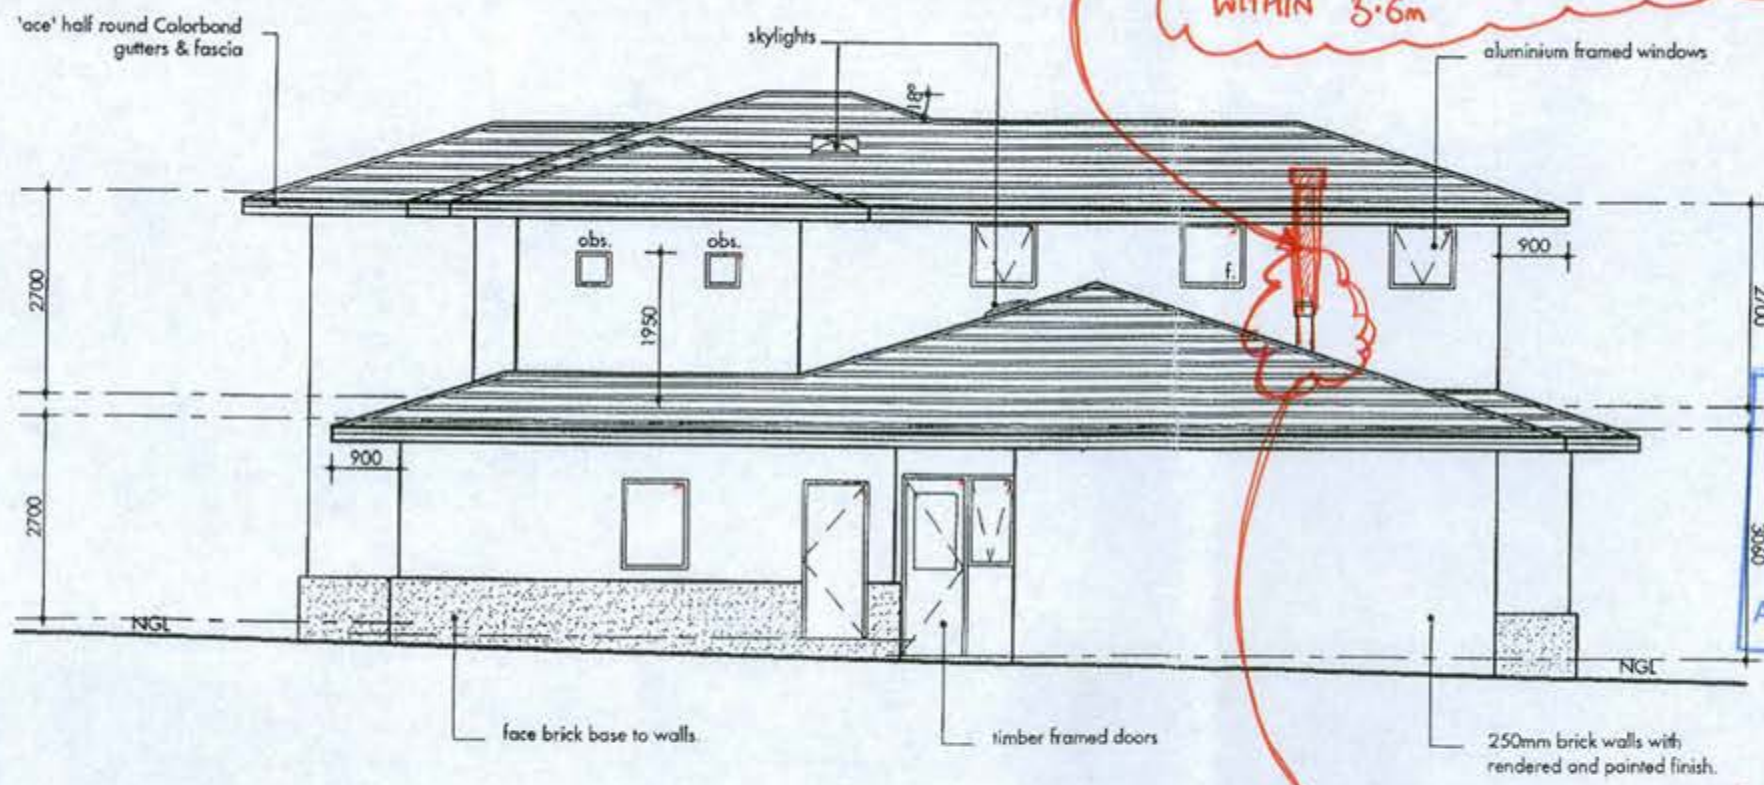 'ace' half round Colorbond
gutters & fascia
skylights
WITHIN 3.6m
aluminium framed windows
18°
obs.
obs.
f.
900
2700
1950
2700
900
2700
3060
NGL
NGL
face brick base to walls
timber framed doors
250mm brick walls with
rendered and painted finish.
A